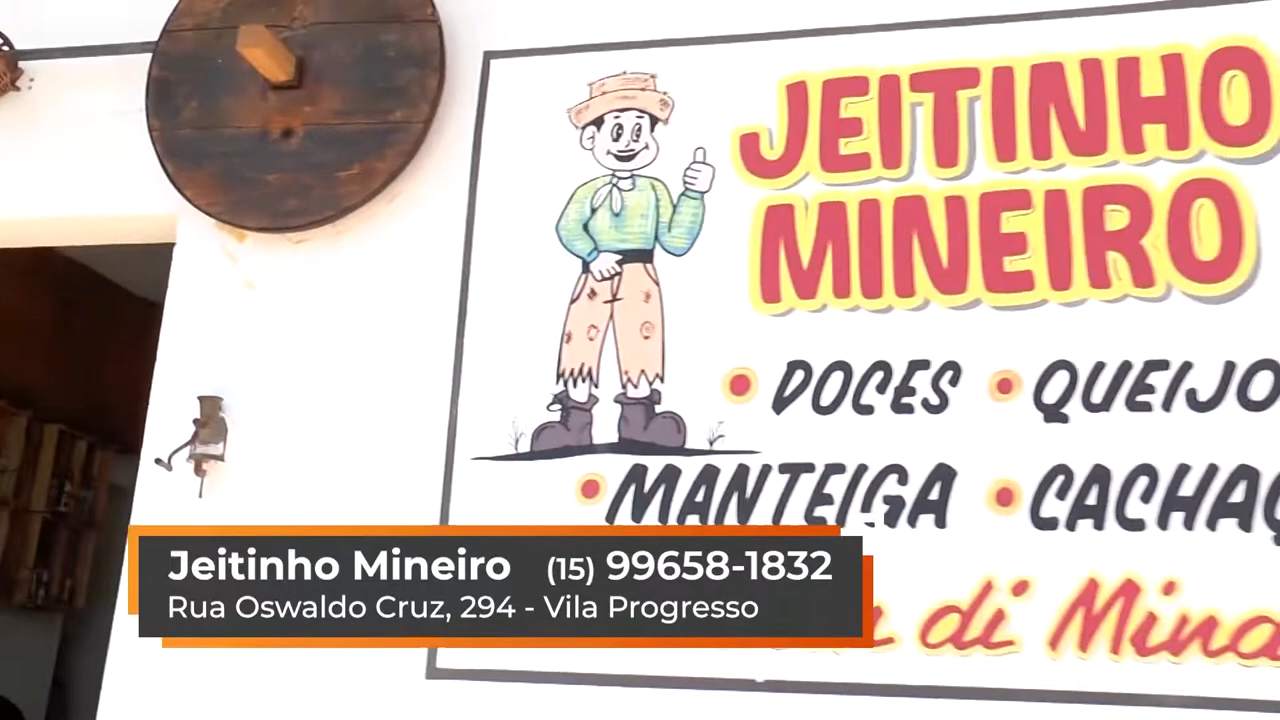 JEITINHO
MINEIRO
• DOCES • QUEIJO
• MANTEIGA
di
Jeitinho Mineiro (15) 99658-1832
Rua Oswaldo Cruz, 294 - Vila Progresso